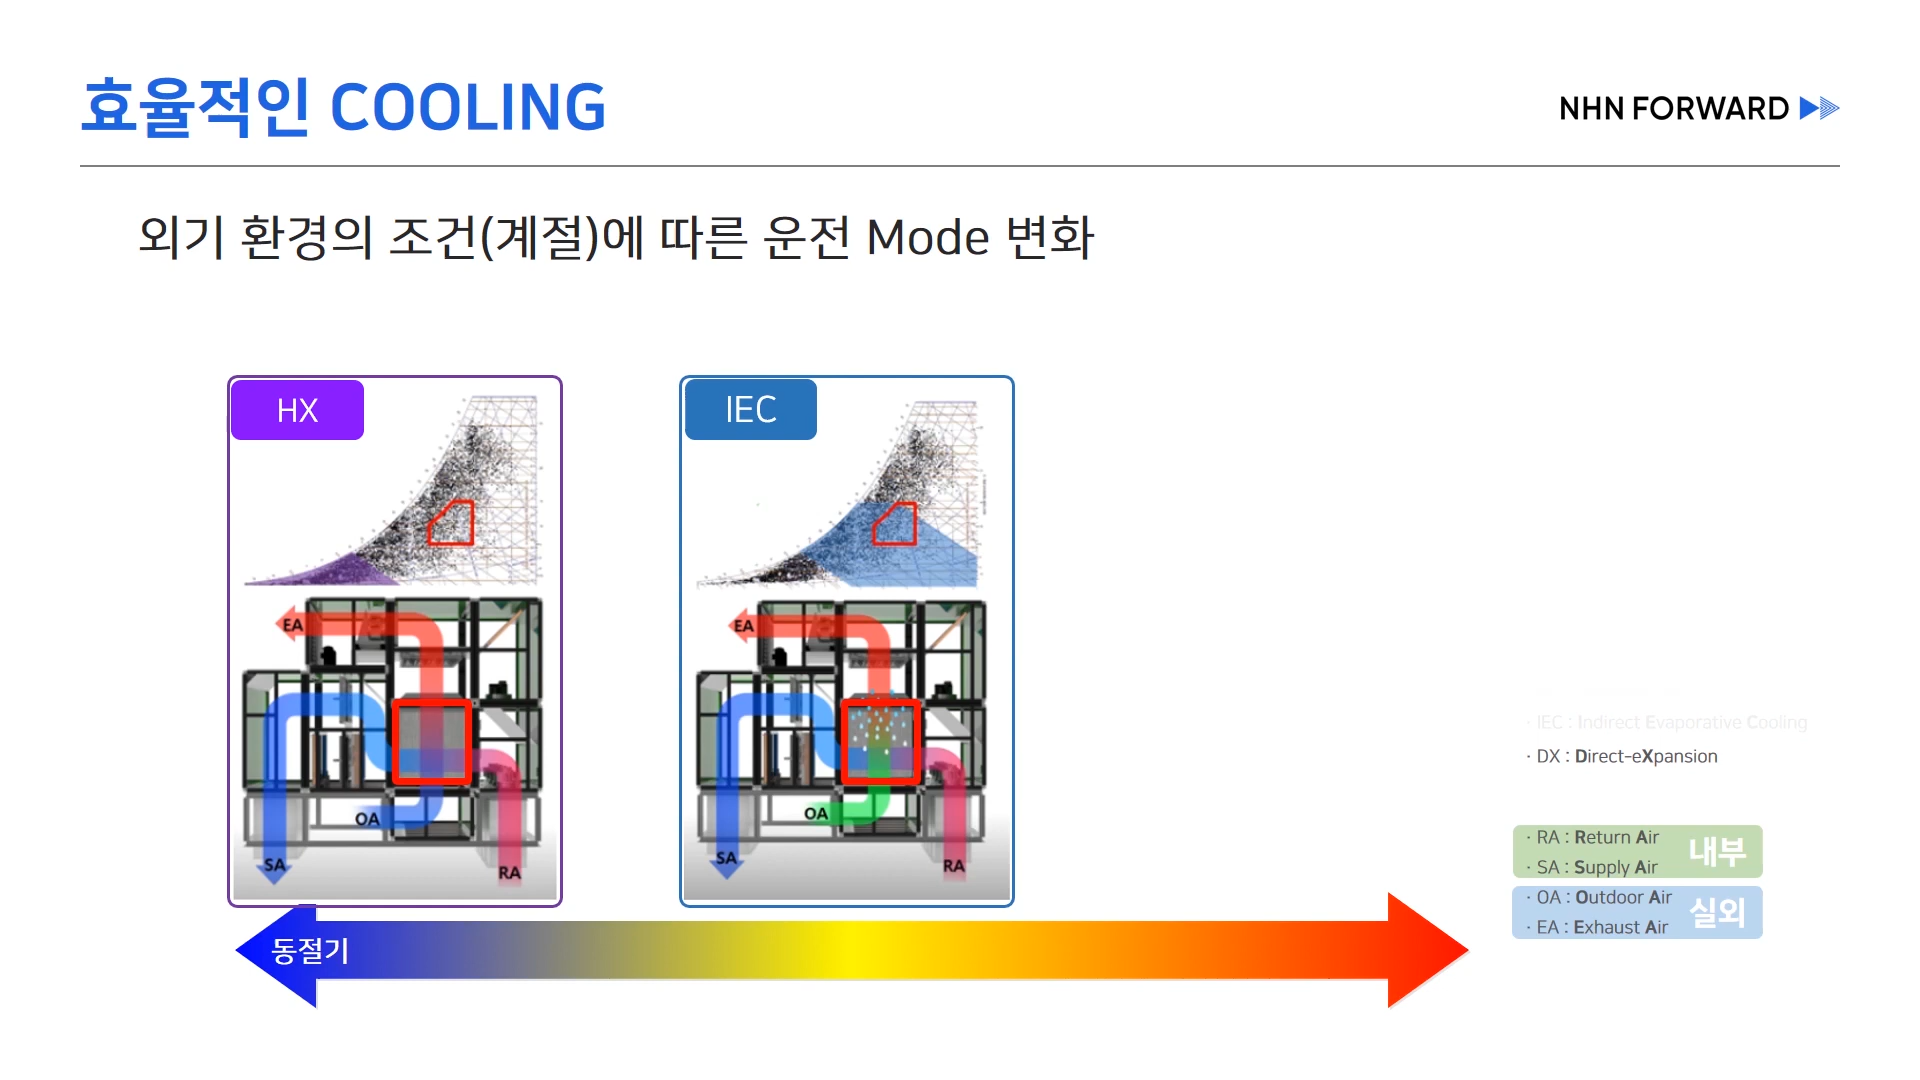 효율적인 COOLING
NHN FORWARD
외기 환경의 조건(계절)에 따른 운전 Mode 변화
HX
IEC
EA
OA
SA
RA
EA
OA
SA
RA
· IEC : Indirect Evaporative Cooling
· DX : Direct-eXpansion
· RA : Return Air
· SA : Supply Air
내부
· OA : Outdoor Air
· EA : Exhaust Air
실외
동절기